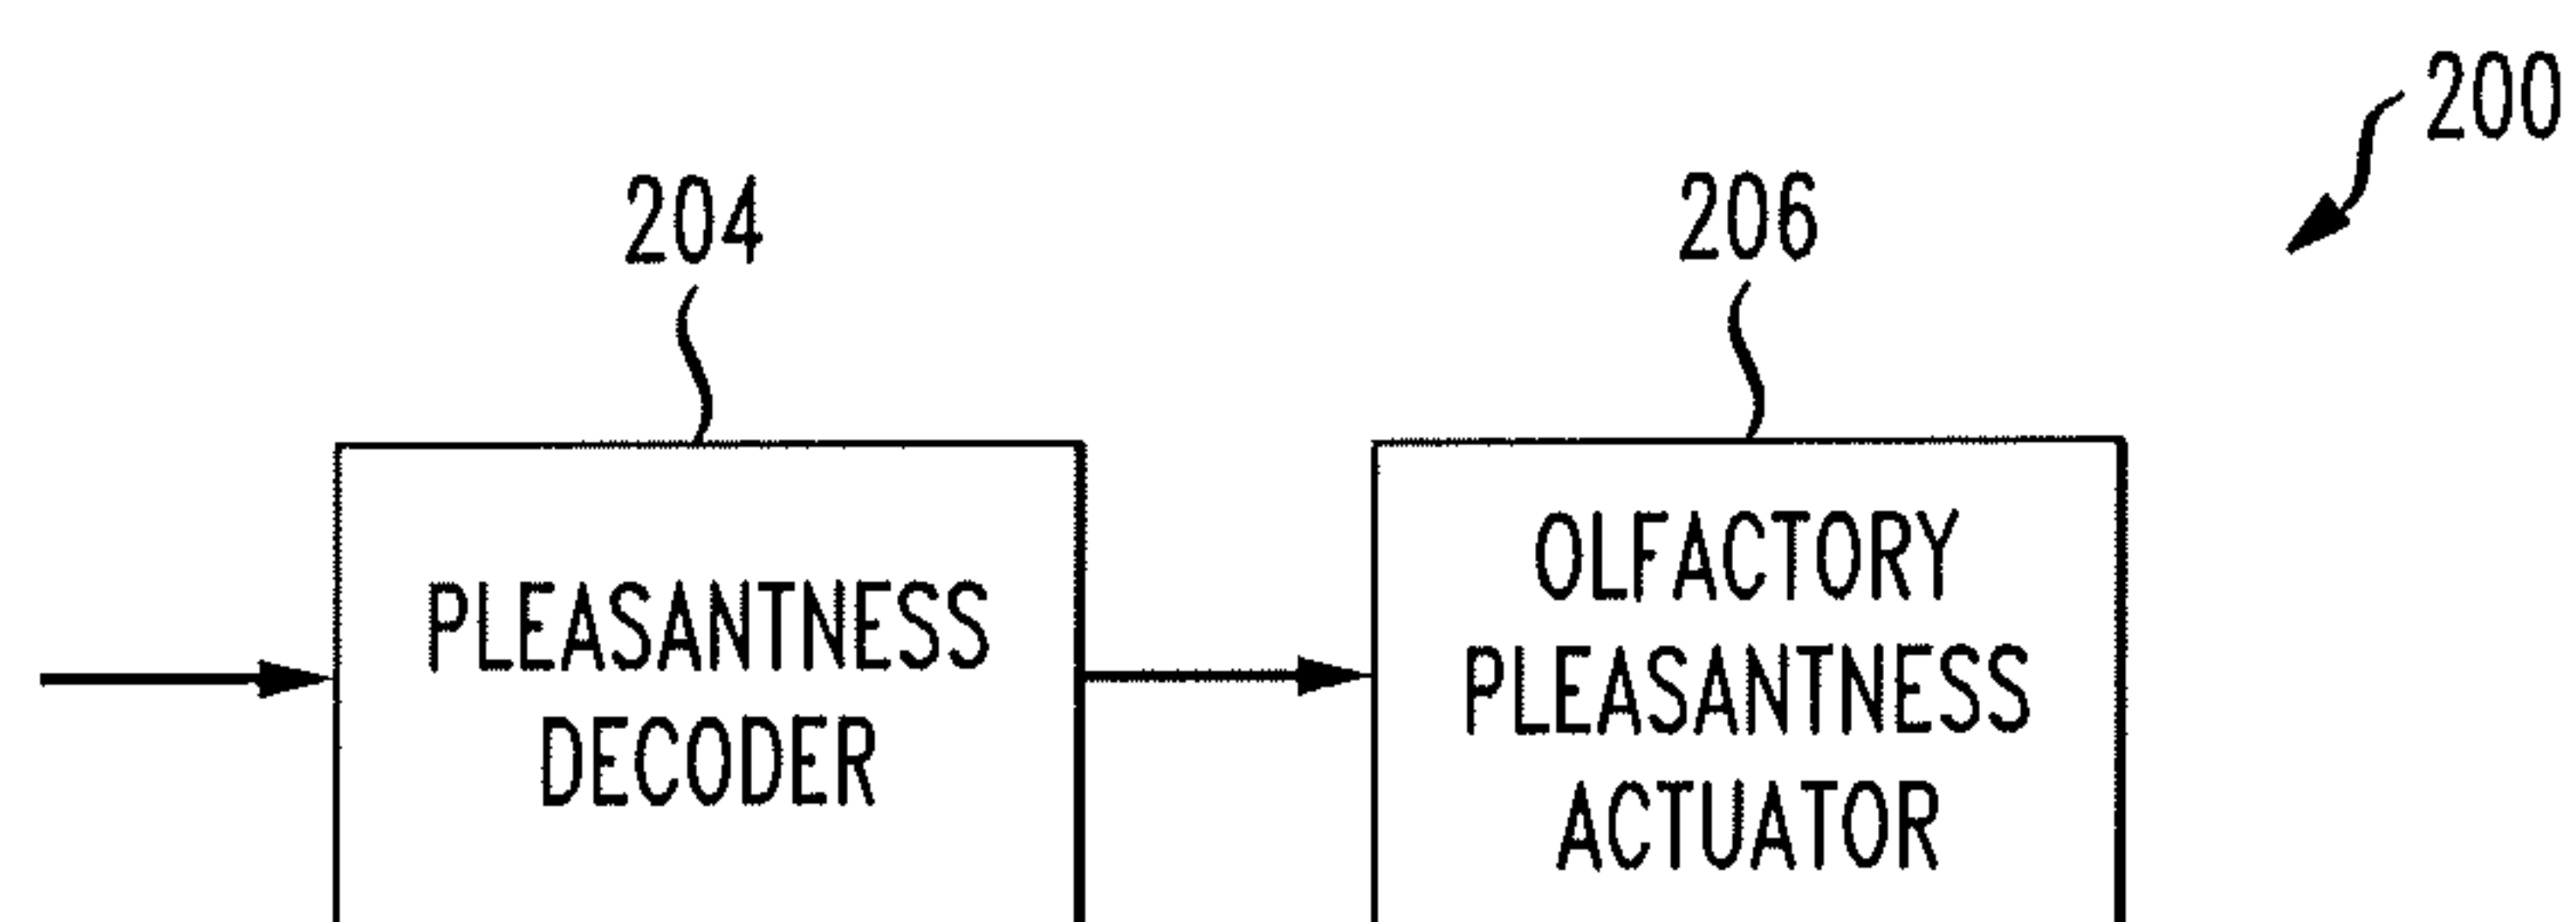 200
204
206
PLEASANTNESS
DECODER
OLFACTORY
PLEASANTNESS
ACTUATOR